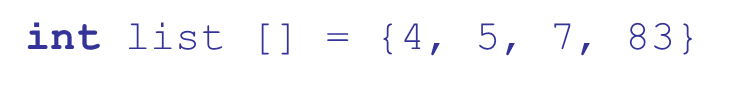 int list [] = {4, 5, 7, 83}